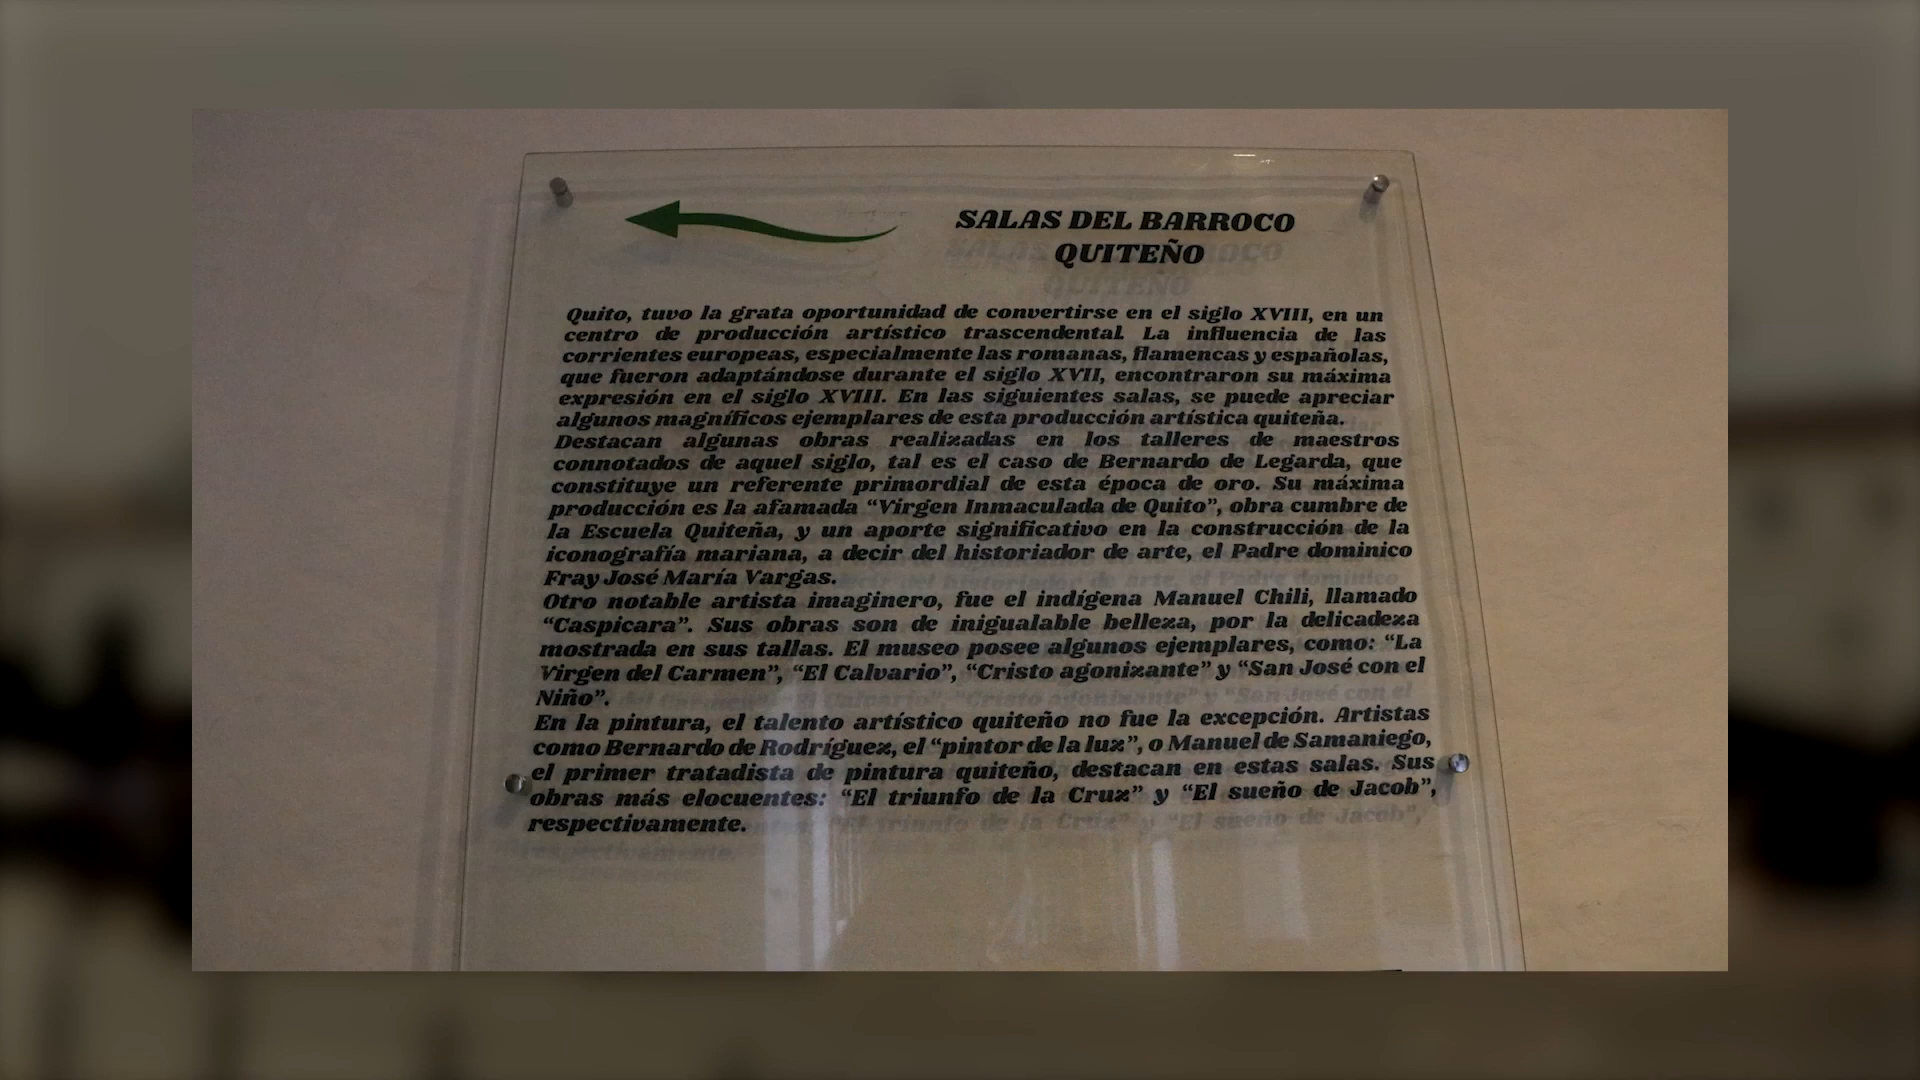 SALAS DEL BARROCO
QUITEÑO
Quito, tuvo la grata oportunidad de convertirse en el siglo XVIII, en un
centro de producción artístico trascendental. La influencia de las
corrientes europeas, especialmente las romanas, flamencas y españolas,
que fueron adaptándose durante el siglo XVII, encontraron su máxima
expresión en el siglo XVIII. En las siguientes salas, se puede apreciar
algunos magníficos ejemplares de esta producción artística quiteña.
Destacan algunas obras realizadas en los talleres de maestros
connotados de aquel siglo, tal es el caso de Bernardo de Legarda, que
constituye un referente primordial de esta época de oro. Su máxima
producción es la afamada “Virgen Inmaculada de Quito”, obra cumbre de
la Escuela Quiteña, y un aporte significativo en la construcción de la
iconografía mariana, a decir del historiador de arte, el Padre dominico
Fray José María Vargas.
Otro notable artista imaginero, fue el indígena Manuel Chili, llamado
“Caspicara”. Sus obras son de inigualable belleza, por la delicadeza
mostrada en sus tallas. El museo posee algunos ejemplares, como: “La
Virgen del Carmen”, “El Calvario”, “Cristo agonizante” y “San José con el
Niño”.
En la pintura, el talento artístico quiteño no fue la excepción. Artistas
como Bernardo de Rodríguez, el “pintor de la luz”, o Manuel de Samaniego,
el primer tratadista de pintura quiteño, destacan en estas salas. Sus
obras más elocuentes: “El triunfo de la Cruz” y “El sueño de Jacob”,
respectivamente.